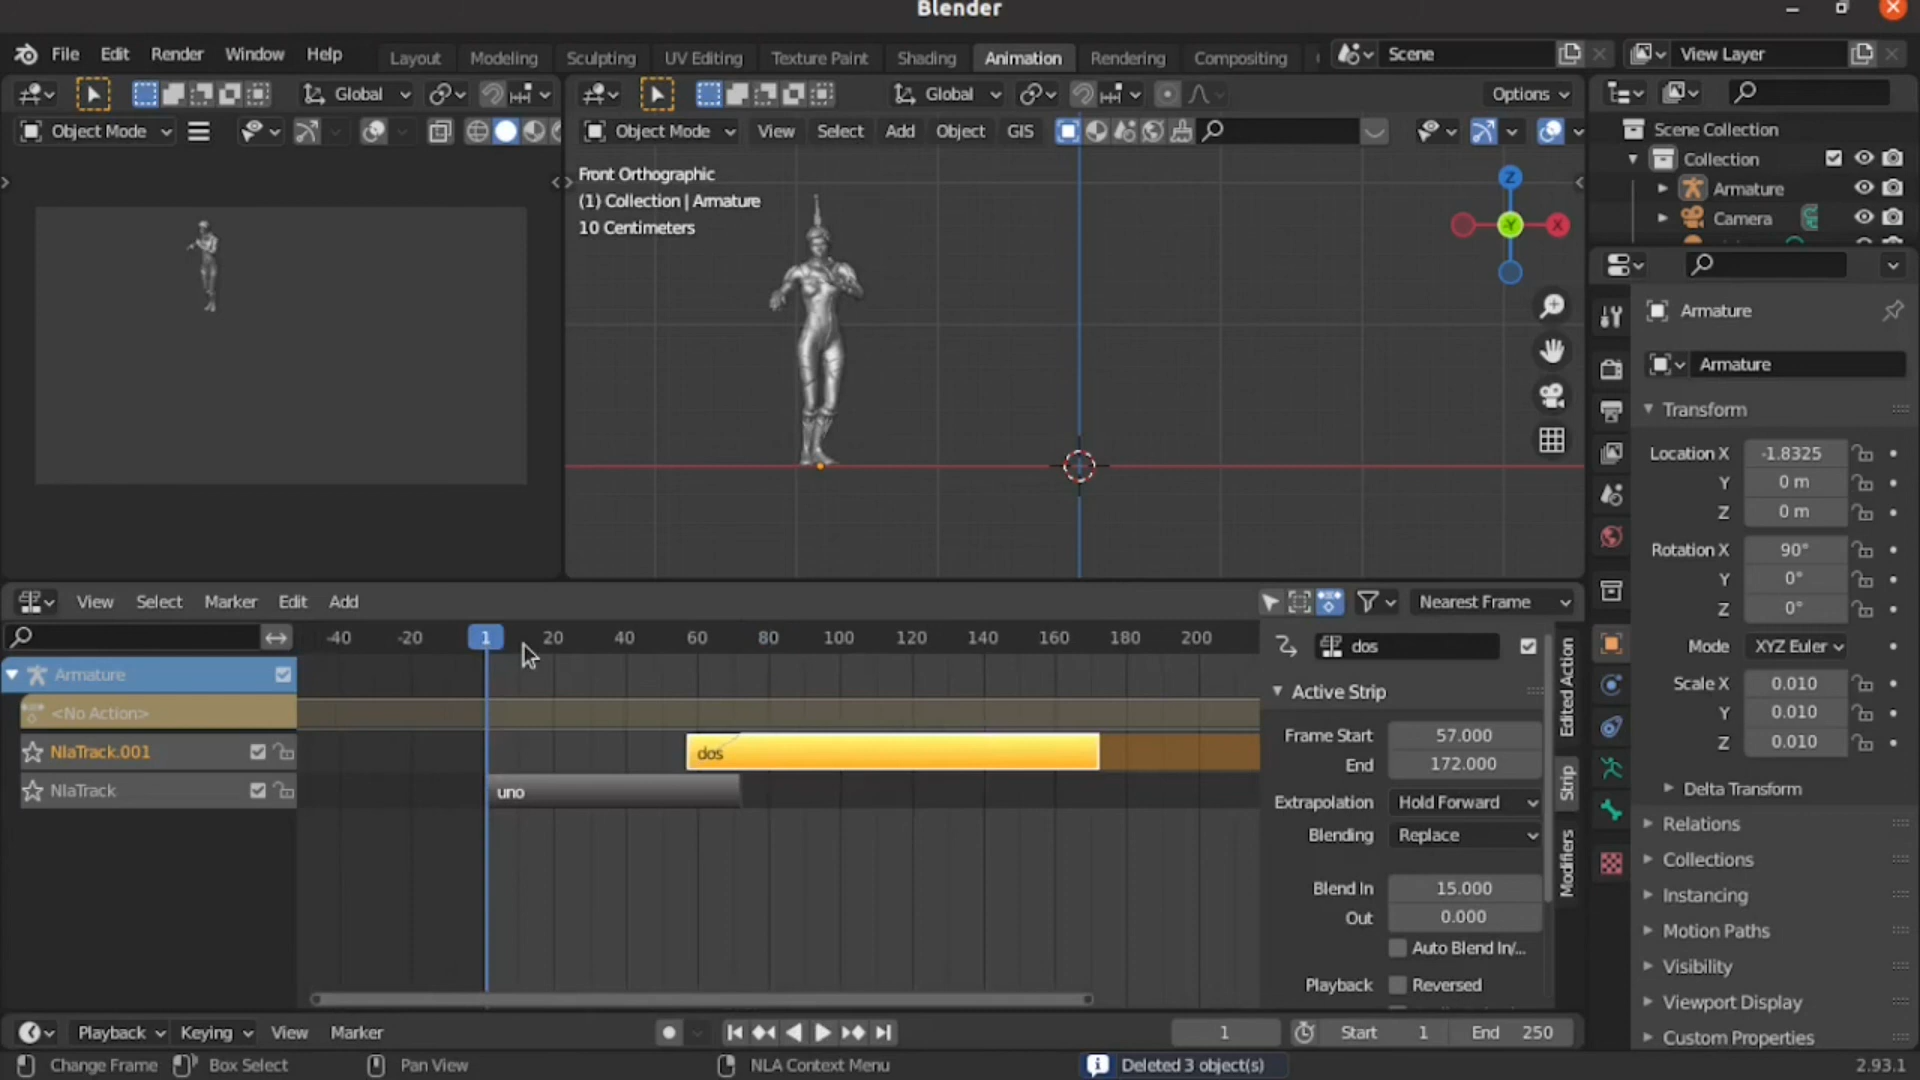 Blender
File Edit Render Window Help Layout Modeling Sculpting UV Editing Texture Paint Shading Animation Rendering Compositing Scene View Layer
Global Global Options
Object Mode Object Mode View Select Add Object GIS
Scene Collection
Collection
Armature
Camera
Front Orthographic
(1) Collection | Armature
10 Centimeters
Z
Y
X
Armature
Armature
Transform
Location X -1.8325
Y 0 m
Z 0 m
Rotation X 90°
Y 0°
Z 0°
Mode XYZ Euler
Scale X 0.010
Y 0.010
Z 0.010
Delta Transform
Relations
Collections
Instancing
Motion Paths
Visibility
Viewport Display
Custom Properties
View Select Marker Edit Add Nearest Frame
-40 -20 1 20 40 60 80 100 120 140 160 180 200
Armature
<No Action>
NlaTrack.001
NlaTrack
dos
uno
dos
Active Strip
Frame Start 57.000
End 172.000
Extrapolation Hold Forward
Blending Replace
Blend In 15.000
Out 0.000
Auto Blend In/...
Playback Reversed
Edited Action
Strip
Modifiers
Playback Keying View Marker 1 Start 1 End 250
Change Frame Box Select Pan View NLA Context Menu Deleted 3 object(s) 2.93.1